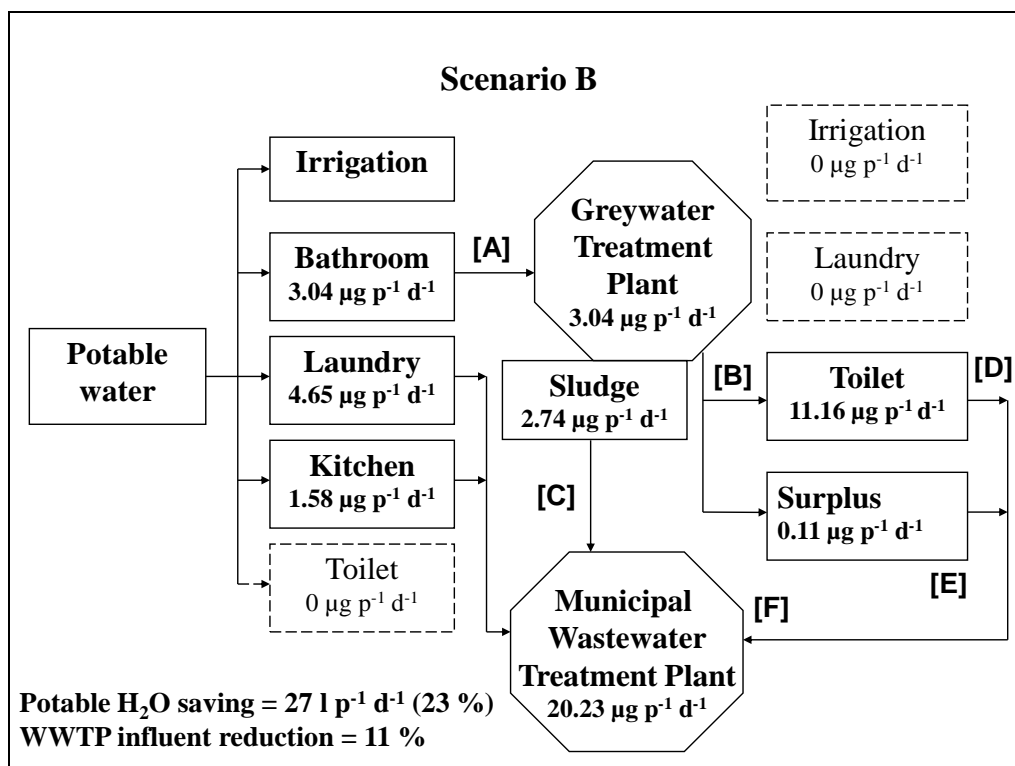 Scenario B
Irrigation
Bathroom
3.04 µg p⁻¹ d⁻¹
Laundry
4.65 µg p⁻¹ d⁻¹
Kitchen
1.58 µg p⁻¹ d⁻¹
Toilet
0 µg p⁻¹ d⁻¹
Potable
water
[A]
Greywater
Treatment
Plant
3.04 µg p⁻¹ d⁻¹
Sludge
2.74 µg p⁻¹ d⁻¹
[C]
Irrigation
0 µg p⁻¹ d⁻¹
Laundry
0 µg p⁻¹ d⁻¹
[B]
Toilet
11.16 µg p⁻¹ d⁻¹
[D]
Surplus
0.11 µg p⁻¹ d⁻¹
[E]
[F]
Municipal
Wastewater
Treatment Plant
20.23 µg p⁻¹ d⁻¹
Potable H₂O saving = 27 l p⁻¹ d⁻¹ (23 %)
WWTP influent reduction = 11 %